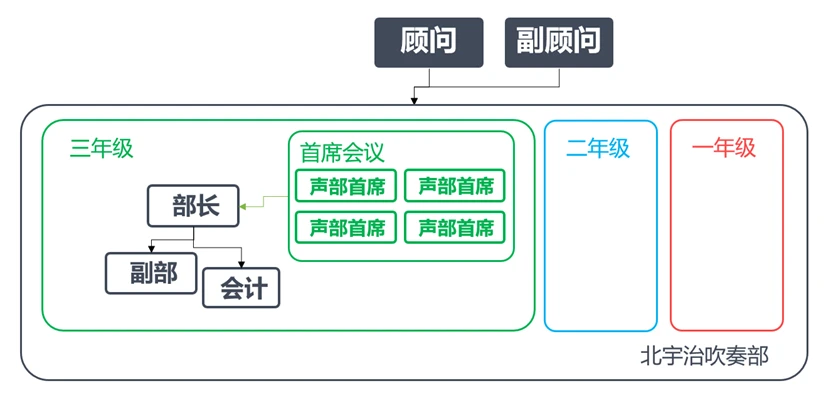 顾问
副顾问
三年级
首席会议
声部首席
声部首席
声部首席
声部首席
部长
副部
会计
二年级
一年级
北宇治吹奏部